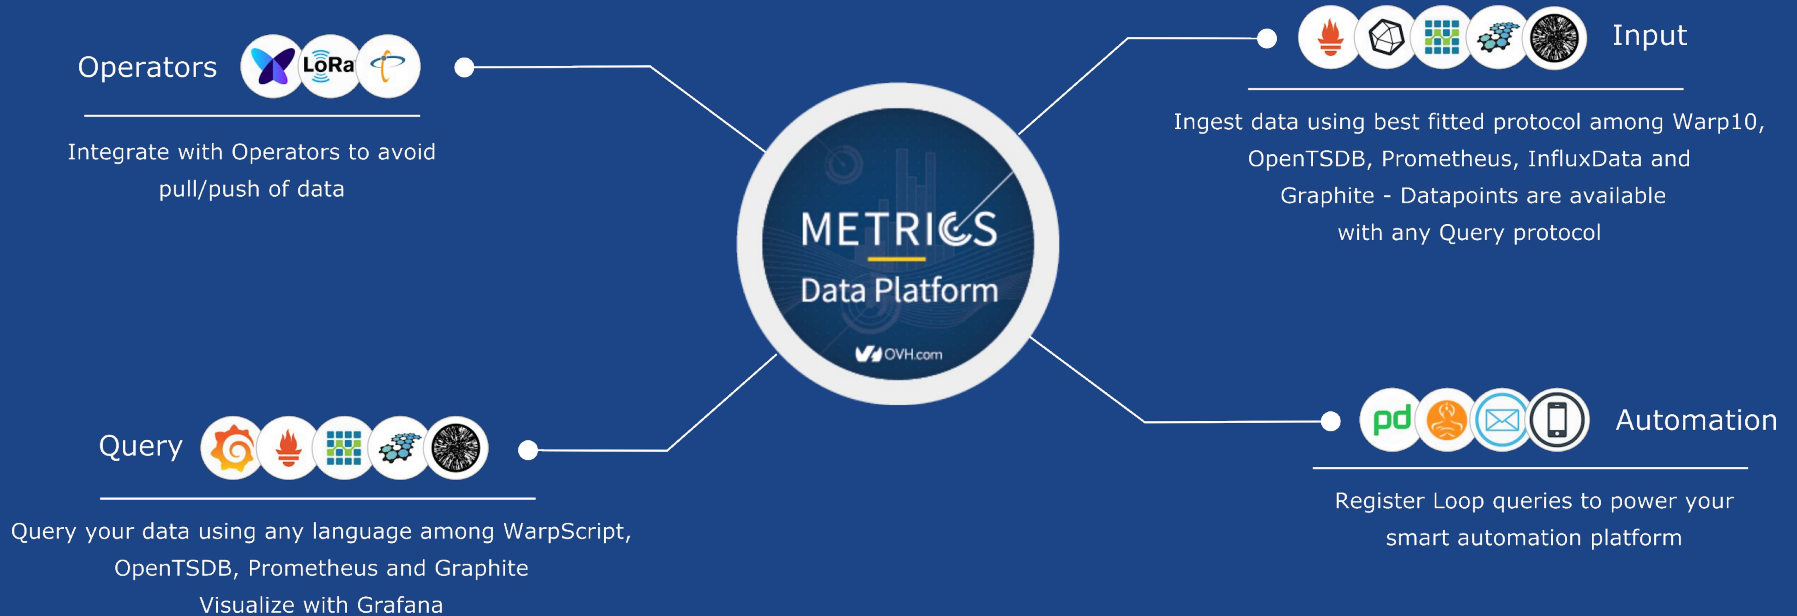 Operators
LoRa
Integrate with Operators to avoid
pull/push of data
Input
Ingest data using best fitted protocol among Warp10,
OpenTSDB, Prometheus, InfluxData and
Graphite - Datapoints are available
with any Query protocol
METRICS
Data Platform
OVH.com
Query
Query your data using any language among WarpScript,
OpenTSDB, Prometheus and Graphite
Visualize with Grafana
pd
Automation
Register Loop queries to power your
smart automation platform